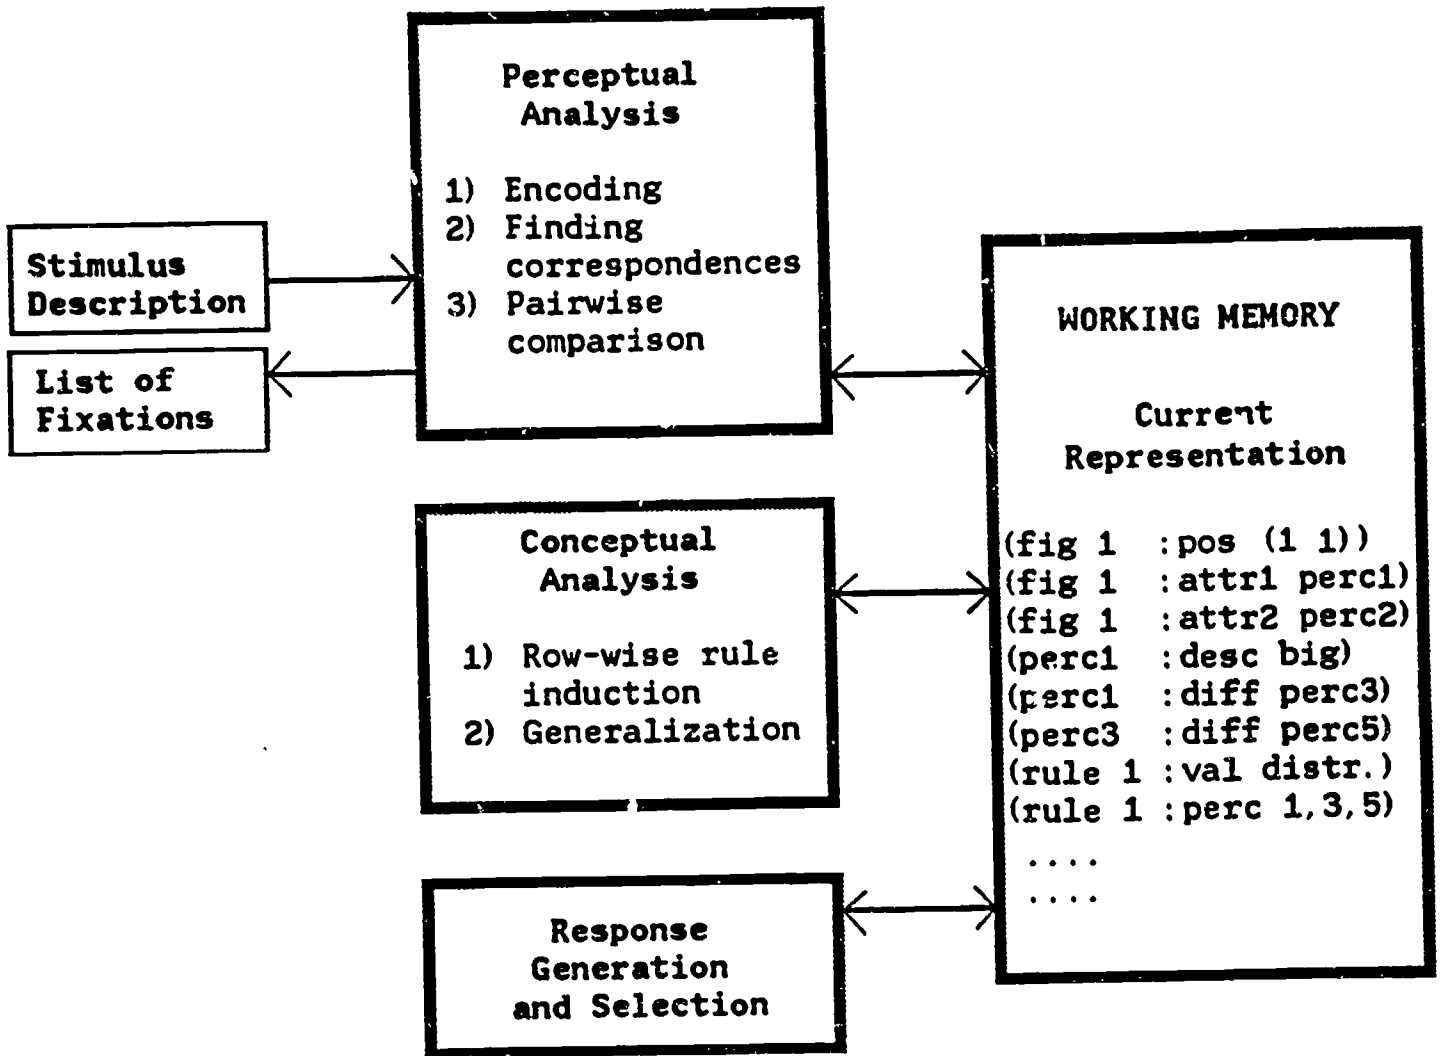 Perceptual
Analysis
1) Encoding
2) Finding
correspondences
3) Pairwise
comparison
Stimulus
Description
List of
Fixations
Conceptual
Analysis
1) Row-wise rule
induction
2) Generalization
Response
Generation
and Selection
WORKING MEMORY
Current
Representation
(fig 1 :pos (1 1))
(fig 1 :attr1 perc1)
(fig 1 :attr2 perc2)
(perc1 :desc big)
(perc1 :diff perc3)
(perc3 :diff perc5)
(rule 1 :val distr.)
(rule 1 :perc 1,3,5)
....
....